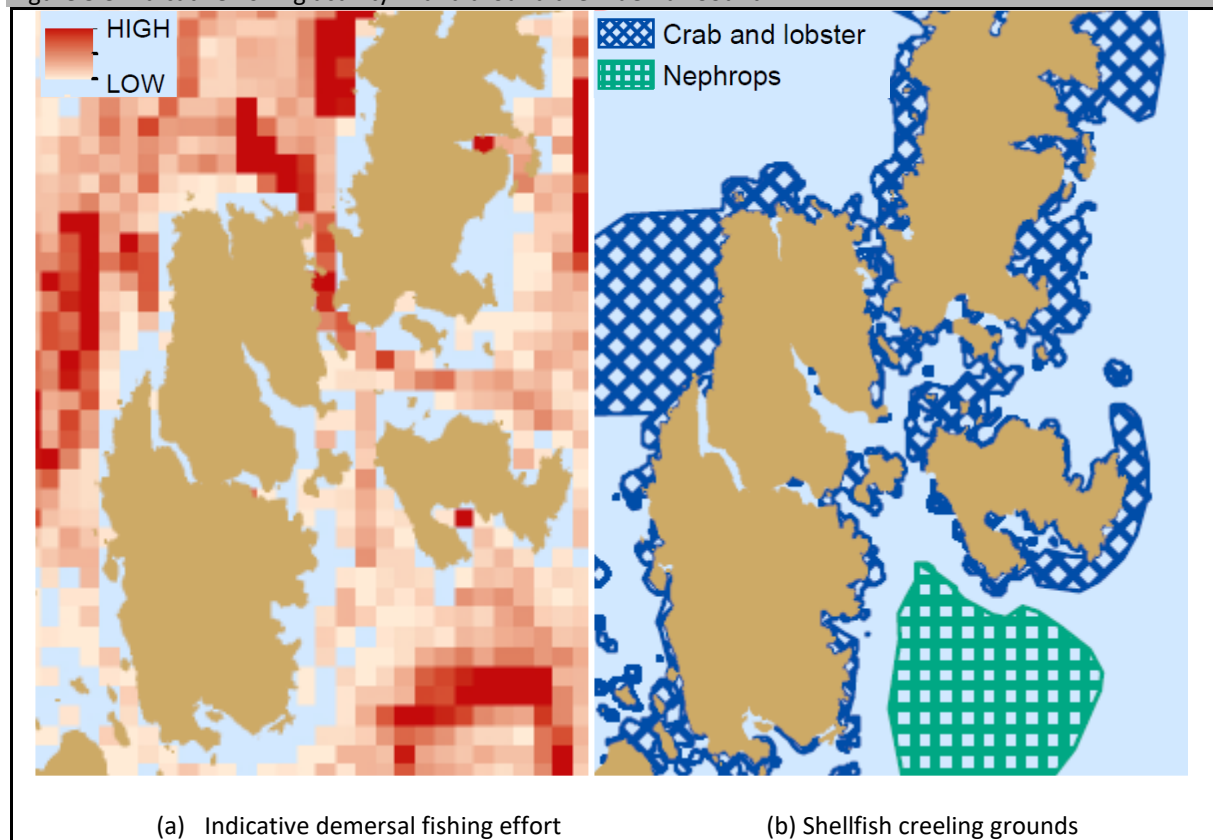 HIGH
LOW
Crab and lobster
Nephrops
(a) Indicative demersal fishing effort
(b) Shellfish creeling grounds